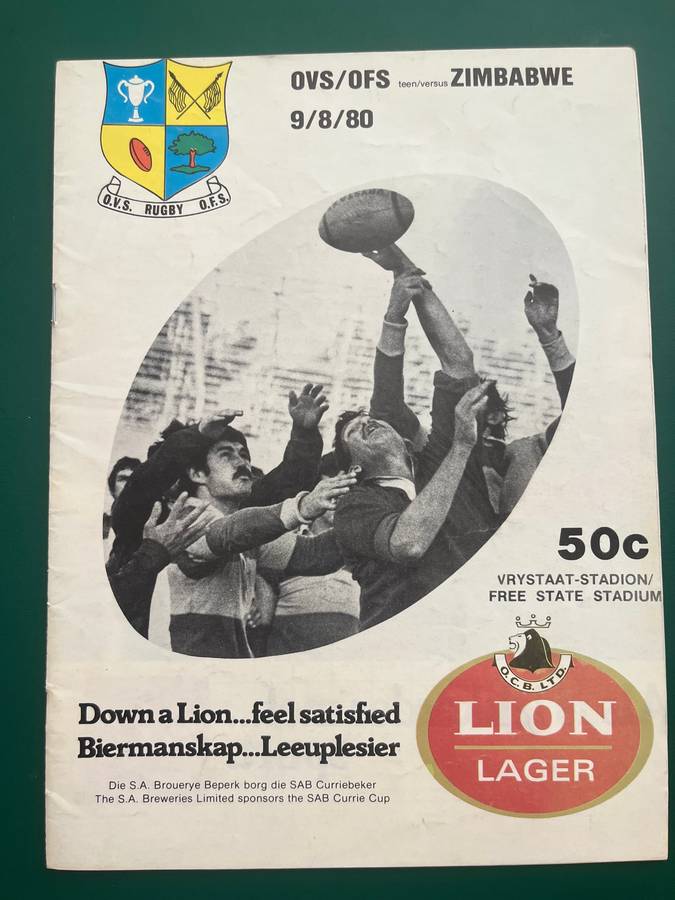 OVS/OFS teen/versus ZIMBABWE
9/8/80
O.V.S. RUGBY O.F.S.
50c
VRYSTAAT-STADION/
FREE STATE STADIUM
O.C.B. LTD.
LION
LAGER
Down a Lion...feel satisfied
Biermanskap...Leeuplesier
Die S.A. Brouerye Beperk borg die SAB Curriebeker
The S.A. Breweries Limited sponsors the SAB Currie Cup